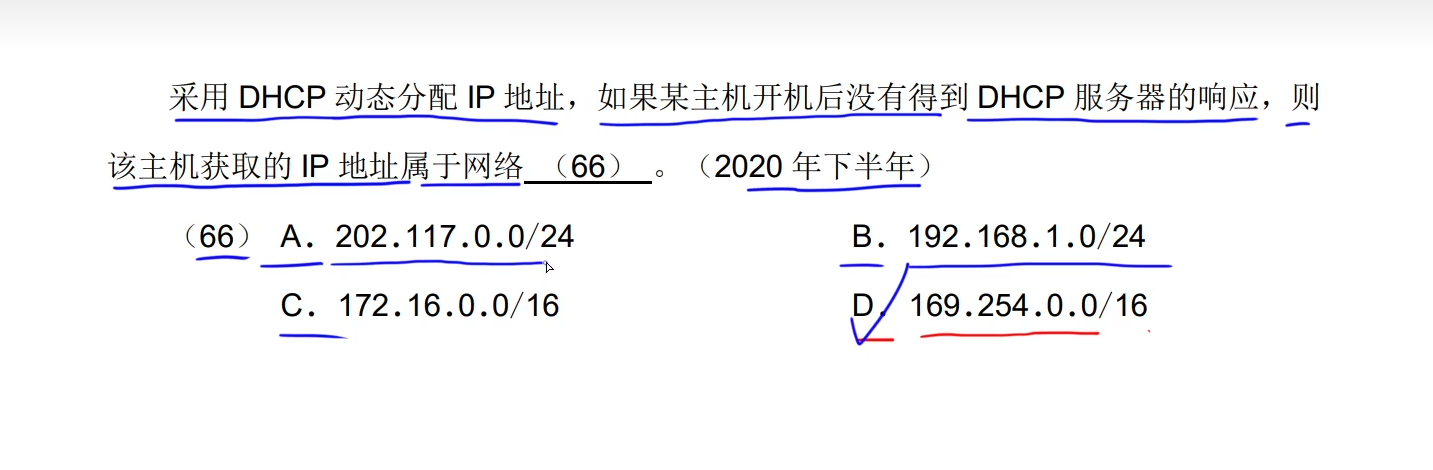 采用 DHCP 动态分配 IP 地址，如果某主机开机后没有得到 DHCP 服务器的响应，则
该主机获取的 IP 地址属于网络 （66） 。（2020 年下半年）
（66） A. 202.117.0.0/24 B. 192.168.1.0/24
C. 172.16.0.0/16 D. 169.254.0.0/16